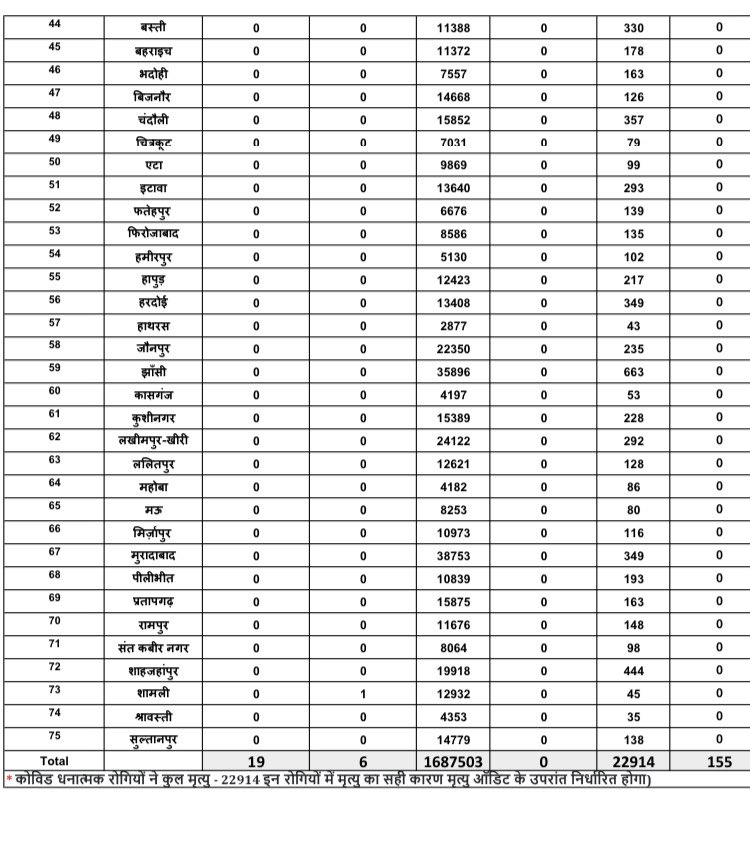 44 बस्ती 0 0 11388 0 330 0
45 बहराइच 0 0 11372 0 178 0
46 भदोही 0 0 7557 0 163 0
47 बिजनौर 0 0 14668 0 126 0
48 चंदौली 0 0 15852 0 357 0
49 चित्रकूट 0 0 7031 0 79 0
50 एटा 0 0 9869 0 99 0
51 इटावा 0 0 13640 0 293 0
52 फतेहपुर 0 0 6676 0 139 0
53 फिरोजाबाद 0 0 8586 0 135 0
54 हमीरपुर 0 0 5130 0 102 0
55 हापुड़ 0 0 12423 0 217 0
56 हरदोई 0 0 13408 0 349 0
57 हाथरस 0 0 2877 0 43 0
58 जौनपुर 0 0 22350 0 235 0
59 झाँसी 0 0 35896 0 663 0
60 कासगंज 0 0 4197 0 53 0
61 कुशीनगर 0 0 15389 0 228 0
62 लखीमपुर-खीरी 0 0 24122 0 292 0
63 ललितपुर 0 0 12621 0 128 0
64 महोबा 0 0 4182 0 86 0
65 मऊ 0 0 8253 0 80 0
66 मिर्ज़ापुर 0 0 10973 0 116 0
67 मुरादाबाद 0 0 38753 0 349 0
68 पीलीभीत 0 0 10839 0 193 0
69 प्रतापगढ़ 0 0 15875 0 163 0
70 रामपुर 0 0 11676 0 148 0
71 संत कबीर नगर 0 0 8064 0 98 0
72 शाहजहांपुर 0 0 19918 0 444 0
73 शामली 0 1 12932 0 45 0
74 श्रावस्ती 0 0 4353 0 35 0
75 सुल्तानपुर 0 0 14779 0 138 0
Total 19 6 1687503 0 22914 155
* कोविड धनात्मक रोगियों ने कुल मृत्यु - 22914 इन रोगियों में मृत्यु का सही कारण मृत्यु ऑडिट के उपरांत निर्धारित होगा)